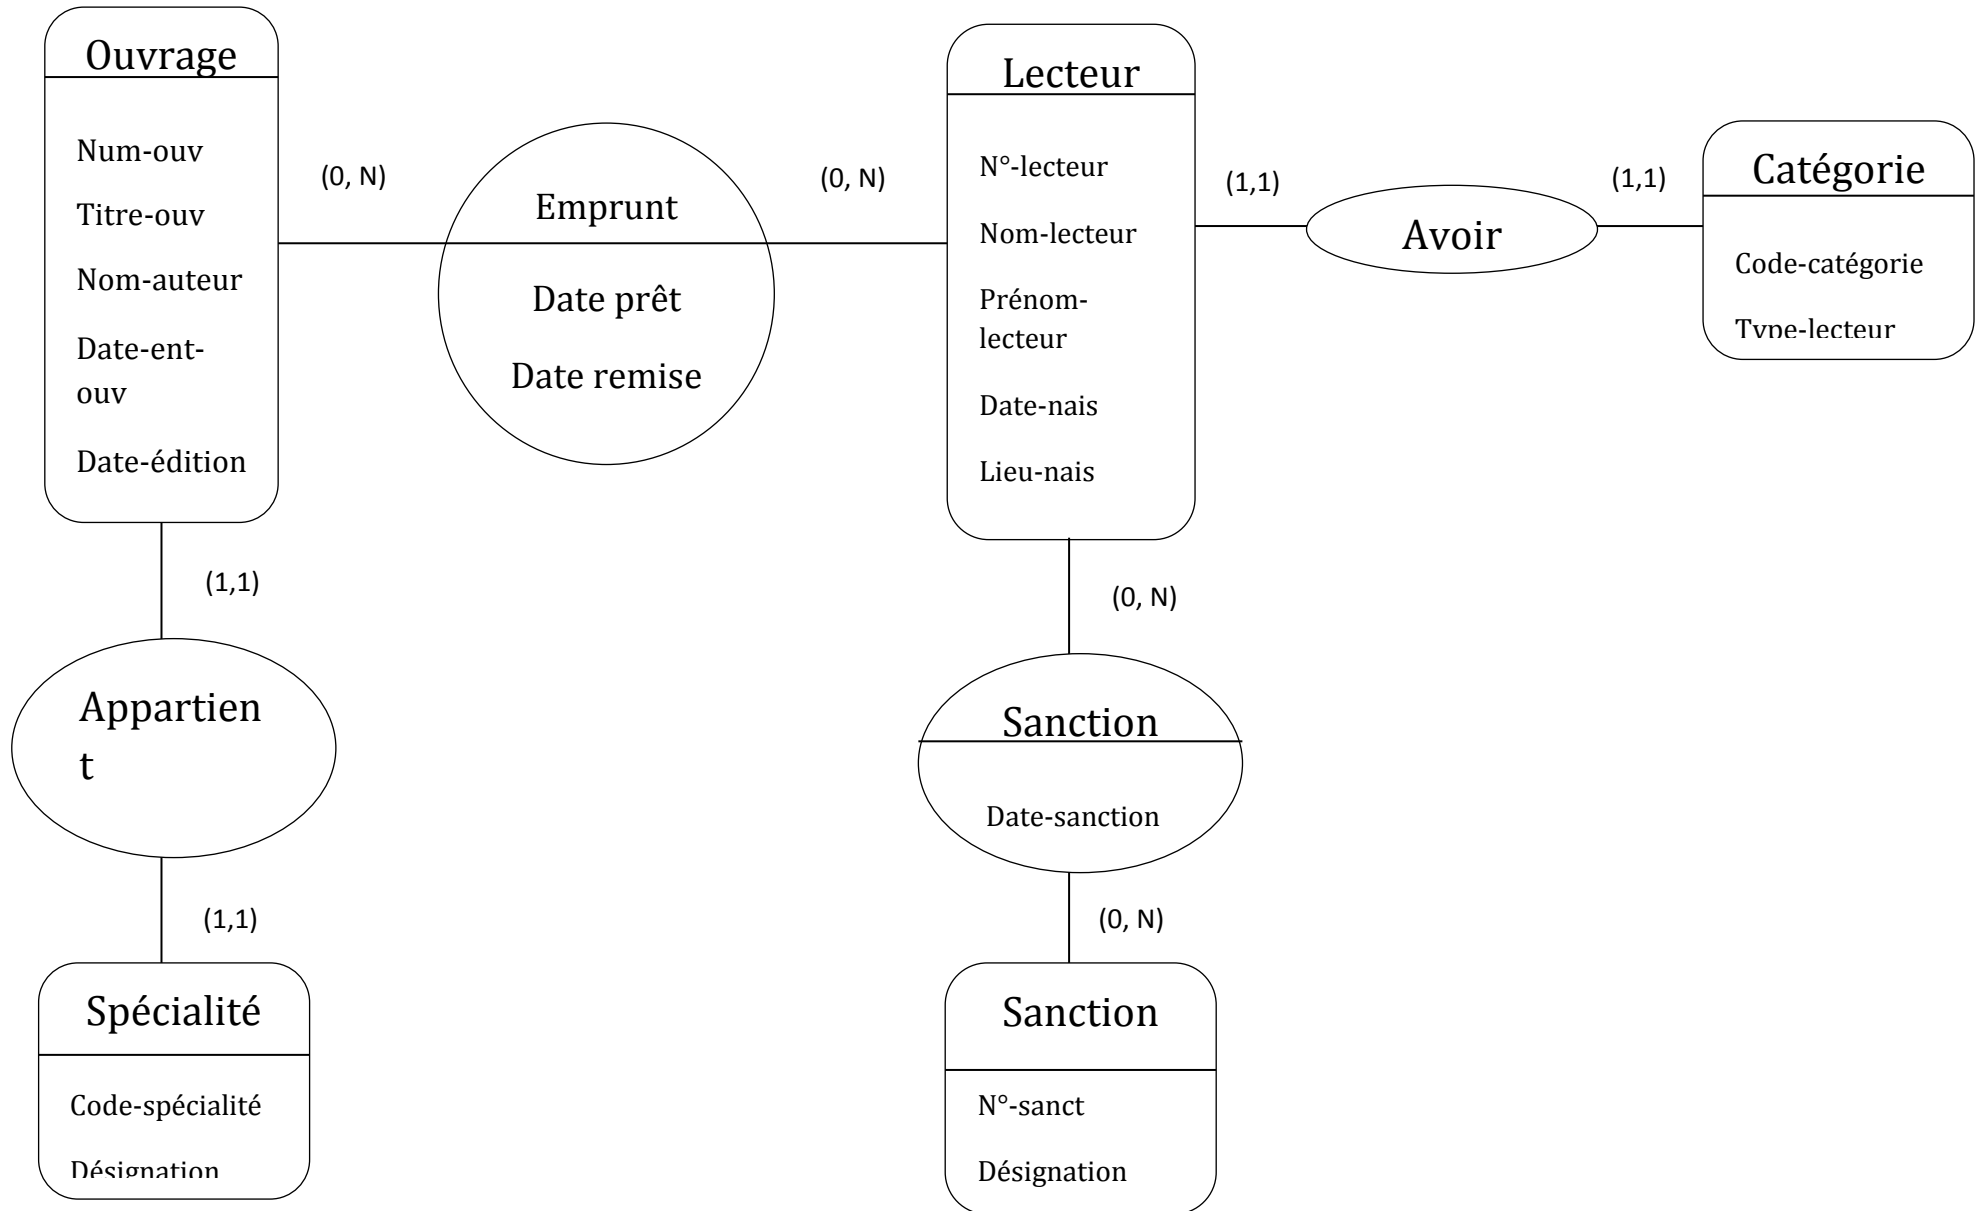 Ouvrage
Num-ouv
Titre-ouv
Nom-auteur
Date-ent-
ouv
Date-édition
(0, N)
Emprunt
Date prêt
Date remise
(0, N)
Lecteur
N°-lecteur
Nom-lecteur
Prénom-
lecteur
Date-nais
Lieu-nais
(1,1)
Avoir
(1,1)
Catégorie
Code-catégorie
Type-lecteur
(1,1)
Appartien
t
(1,1)
Spécialité
Code-spécialité
Désignation
(0, N)
Sanction
Date-sanction
(0, N)
Sanction
N°-sanct
Désignation